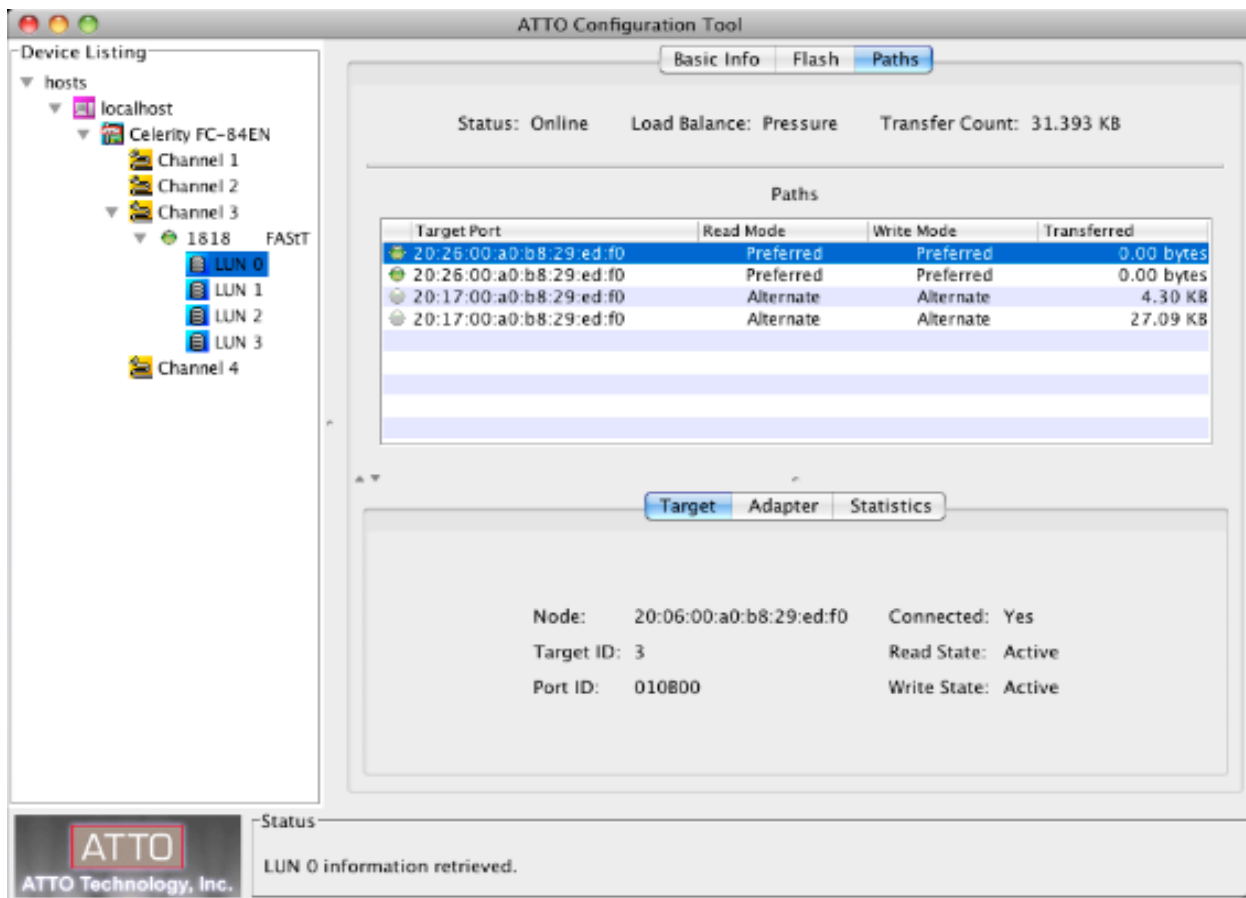 ATTO Configuration Tool
Device Listing
hosts
localhost
Celerity FC-84EN
Channel 1
Channel 2
Channel 3
1818 FAStT
LUN 0
LUN 1
LUN 2
LUN 3
Channel 4
Basic Info Flash Paths
Status: Online Load Balance: Pressure Transfer Count: 31.393 KB
Paths
Target Port Read Mode Write Mode Transferred
20:26:00:a0:b8:29:ed:f0 Preferred Preferred 0.00 bytes
20:26:00:a0:b8:29:ed:f0 Preferred Preferred 0.00 bytes
20:17:00:a0:b8:29:ed:f0 Alternate Alternate 4.30 KB
20:17:00:a0:b8:29:ed:f0 Alternate Alternate 27.09 KB
Target Adapter Statistics
Node: 20:06:00:a0:b8:29:ed:f0 Connected: Yes
Target ID: 3 Read State: Active
Port ID: 010B00 Write State: Active
ATTO
ATTO Technology, Inc.
Status
LUN 0 information retrieved.